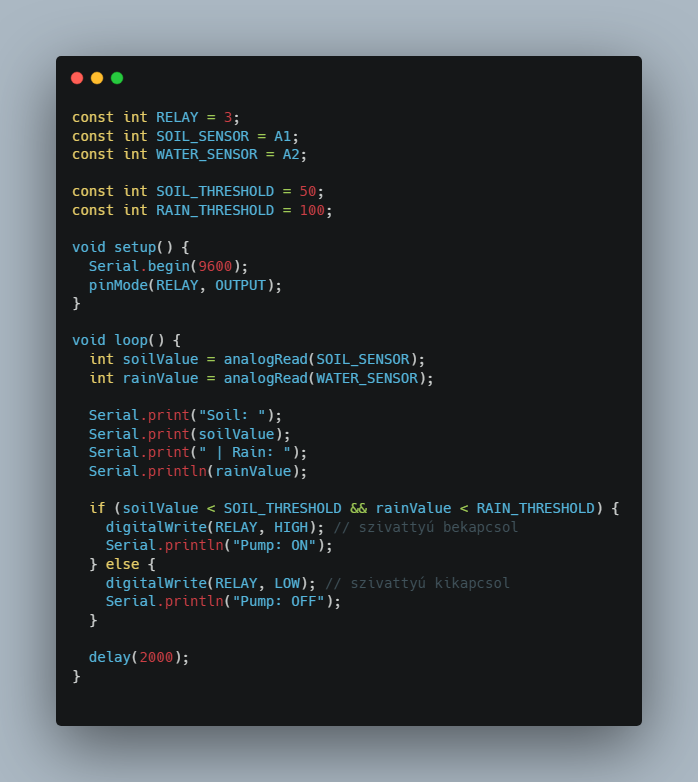 const int RELAY = 3;
const int SOIL_SENSOR = A1;
const int WATER_SENSOR = A2;

const int SOIL_THRESHOLD = 50;
const int RAIN_THRESHOLD = 100;

void setup() {
  Serial.begin(9600);
  pinMode(RELAY, OUTPUT);
}

void loop() {
  int soilValue = analogRead(SOIL_SENSOR);
  int rainValue = analogRead(WATER_SENSOR);

  Serial.print("Soil: ");
  Serial.print(soilValue);
  Serial.print(" | Rain: ");
  Serial.println(rainValue);

  if (soilValue < SOIL_THRESHOLD && rainValue < RAIN_THRESHOLD) {
    digitalWrite(RELAY, HIGH); // szivattyú bekapcsol
    Serial.println("Pump: ON");
  } else {
    digitalWrite(RELAY, LOW); // szivattyú kikapcsol
    Serial.println("Pump: OFF");
  }

  delay(2000);
}